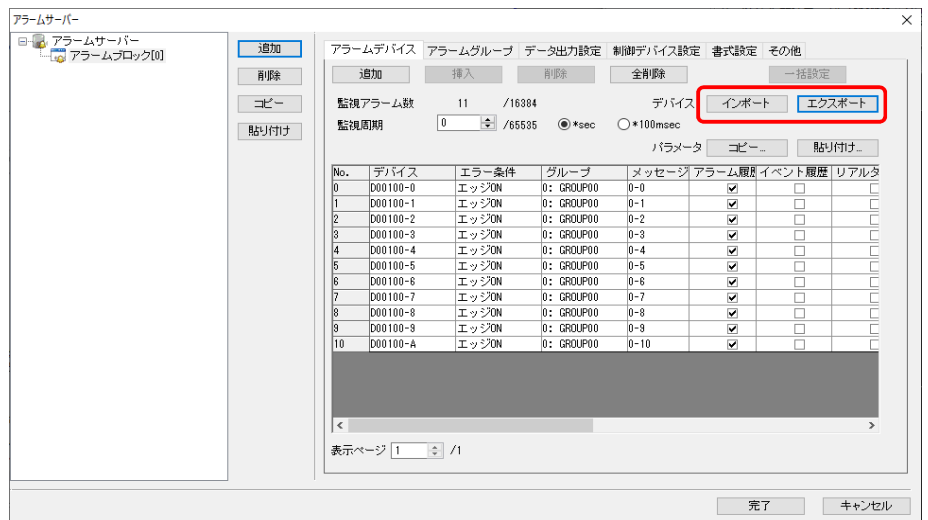 アラームサーバー
アラームサーバー
アラームブロック[0]
追加
削除
コピー
貼り付け
アラームデバイス アラームグループ データ出力設定 制御デバイス設定 書式設定 その他
追加 挿入 削除 全削除 一括設定
監視アラーム数 11 /16384 デバイス インポート エクスポート
監視周期 0 /65535 *sec *100msec
パラメータ コピー... 貼り付け...
No. デバイス エラー条件 グループ メッセージ アラーム履歴 イベント履歴 リアルタ
0 D00100-0 エッジON 0: GROUP00 0-0
1 D00100-1 エッジON 0: GROUP00 0-1
2 D00100-2 エッジON 0: GROUP00 0-2
3 D00100-3 エッジON 0: GROUP00 0-3
4 D00100-4 エッジON 0: GROUP00 0-4
5 D00100-5 エッジON 0: GROUP00 0-5
6 D00100-6 エッジON 0: GROUP00 0-6
7 D00100-7 エッジON 0: GROUP00 0-7
8 D00100-8 エッジON 0: GROUP00 0-8
9 D00100-9 エッジON 0: GROUP00 0-9
10 D00100-A エッジON 0: GROUP00 0-10
表示ページ 1 /1
完了 キャンセル